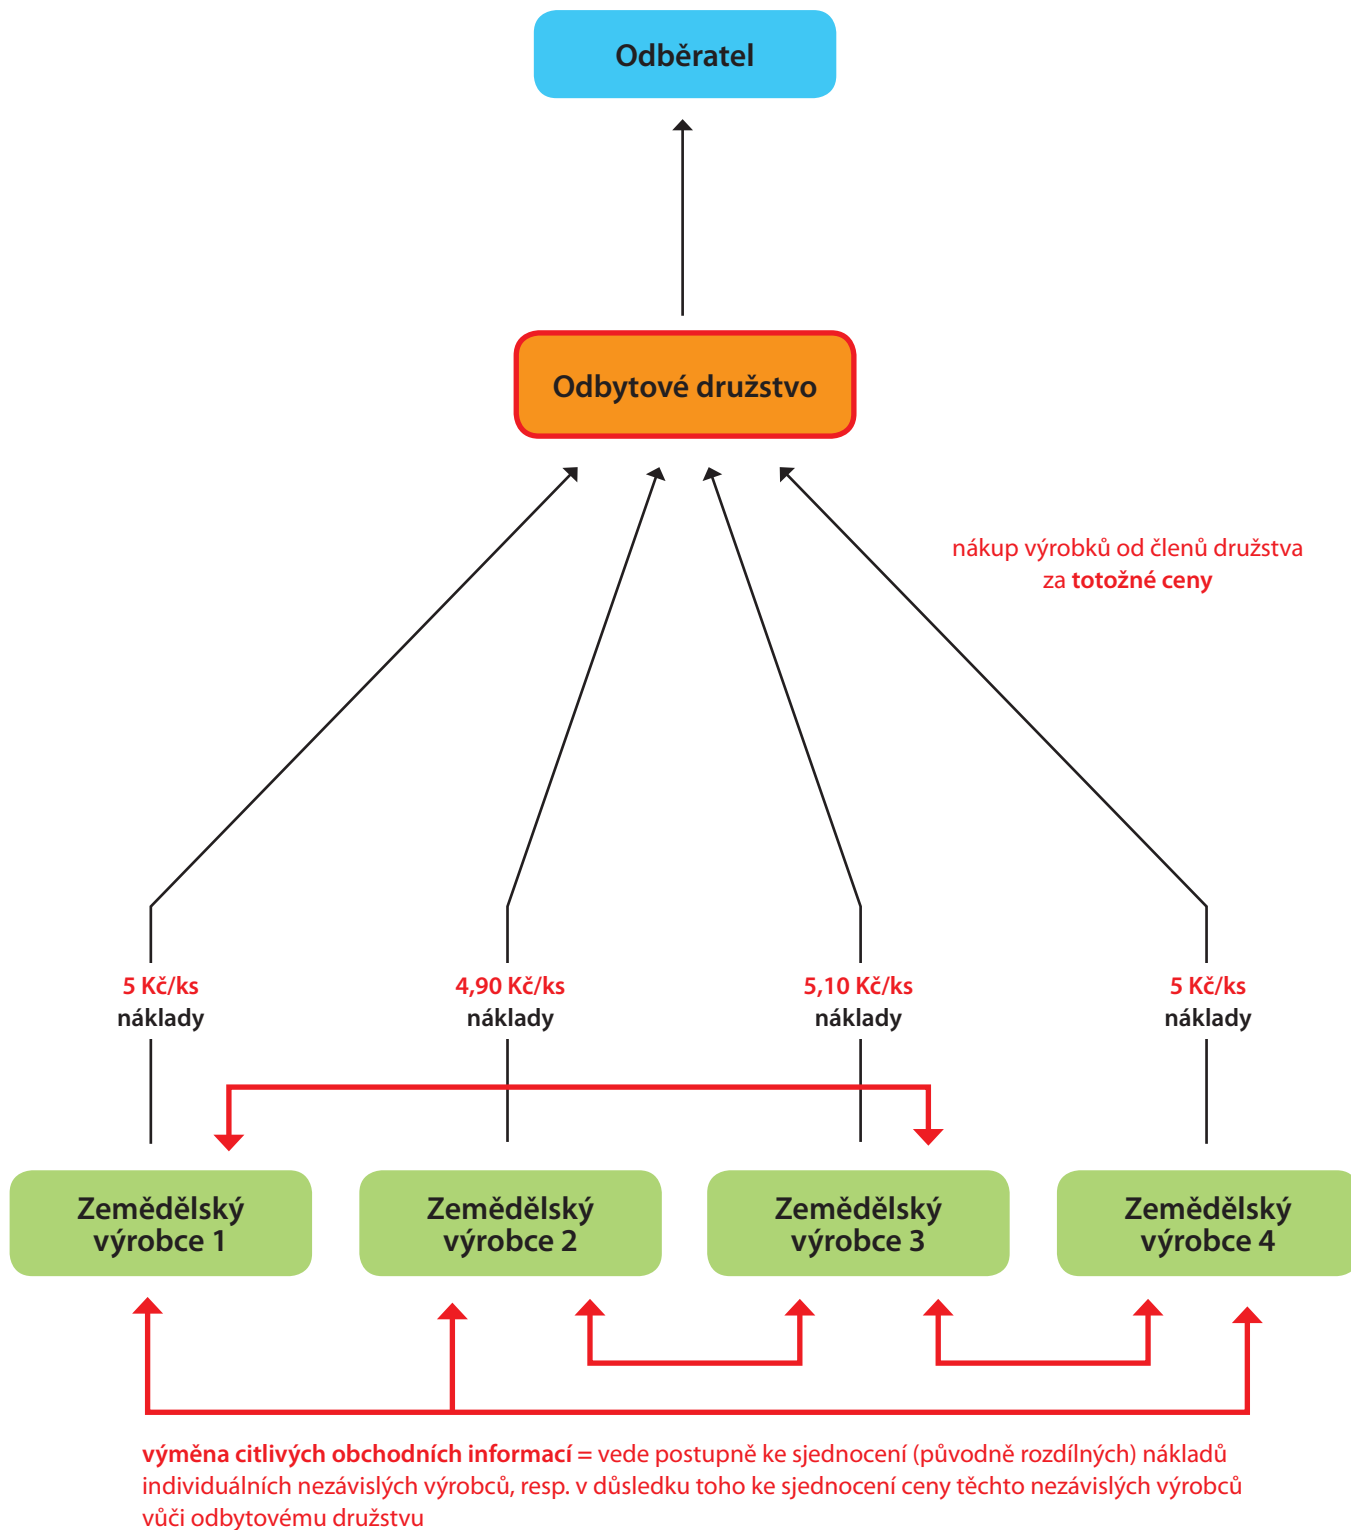 Odběratel
Odbytové družstvo
nákup výrobků od členů družstva
za totožné ceny
5 Kč/ks
náklady
4,90 Kč/ks
náklady
5,10 Kč/ks
náklady
5 Kč/ks
náklady
Zemědělský
výrobce 1
Zemědělský
výrobce 2
Zemědělský
výrobce 3
Zemědělský
výrobce 4
výměna citlivých obchodních informací = vede postupně ke sjednocení (původně rozdílných) nákladů
individuálních nezávislých výrobců, resp. v důsledku toho ke sjednocení ceny těchto nezávislých výrobců
vůči odbytovému družstvu